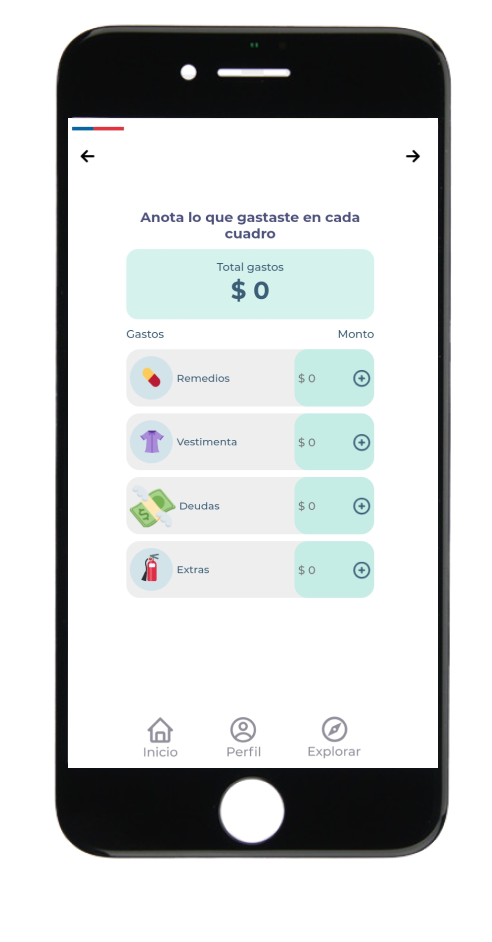 Anota lo que gastaste en cada
cuadro
Total gastos
$ 0
Gastos Monto
Remedios $ 0
Vestimenta $ 0
Deudas $ 0
Extras $ 0
Inicio Perfil Explorar